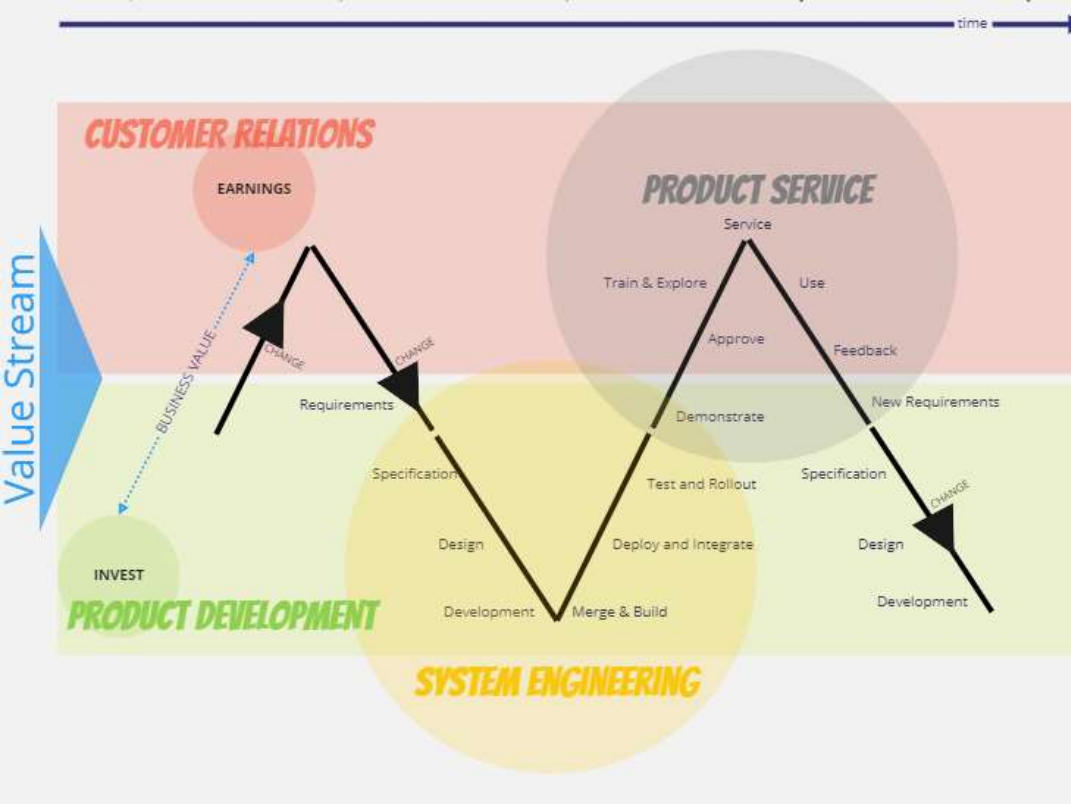 time
CUSTOMER RELATIONS
EARNINGS
PRODUCT SERVICE
Service
Train & Explore
Use
Value Stream
BUSINESS VALUE
CHANGE
CHANGE
Approve
Feedback
Requirements
New Requirements
Demonstrate
Specification
Specification
Test and Rollout
CHANGE
Design
Deploy and Integrate
Design
INVEST
Development
Merge & Build
Development
PRODUCT DEVELOPMENT
SYSTEM ENGINEERING